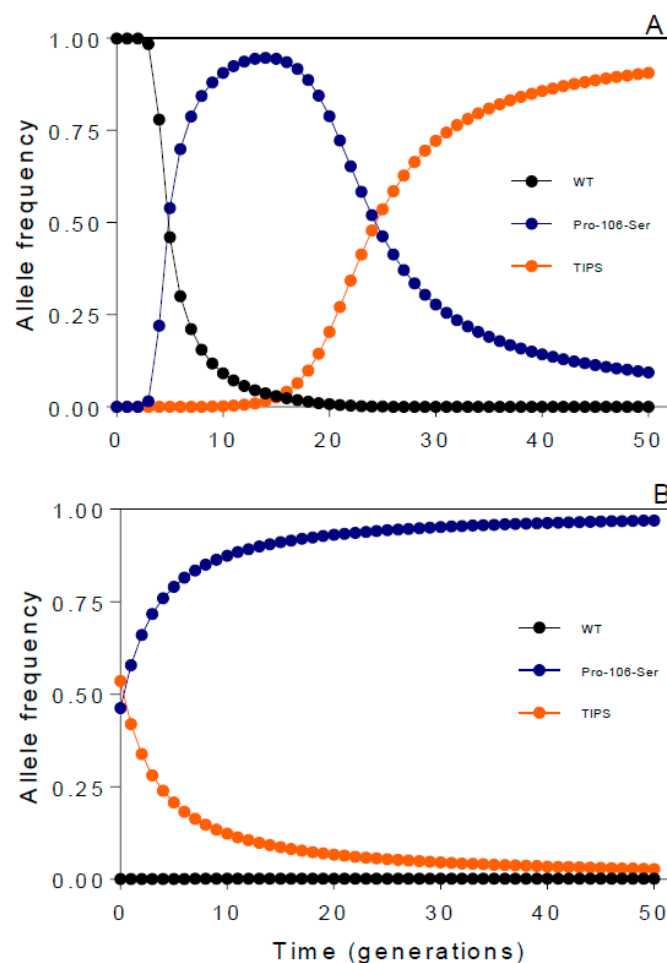 A
1.00
0.75
0.50
0.25
0.00
Allele frequency
WT
Pro-106-Ser
TIPS
0 10 20 30 40 50
B
1.00
0.75
0.50
0.25
0.00
Allele frequency
WT
Pro-106-Ser
TIPS
0 10 20 30 40 50
Time (generations)